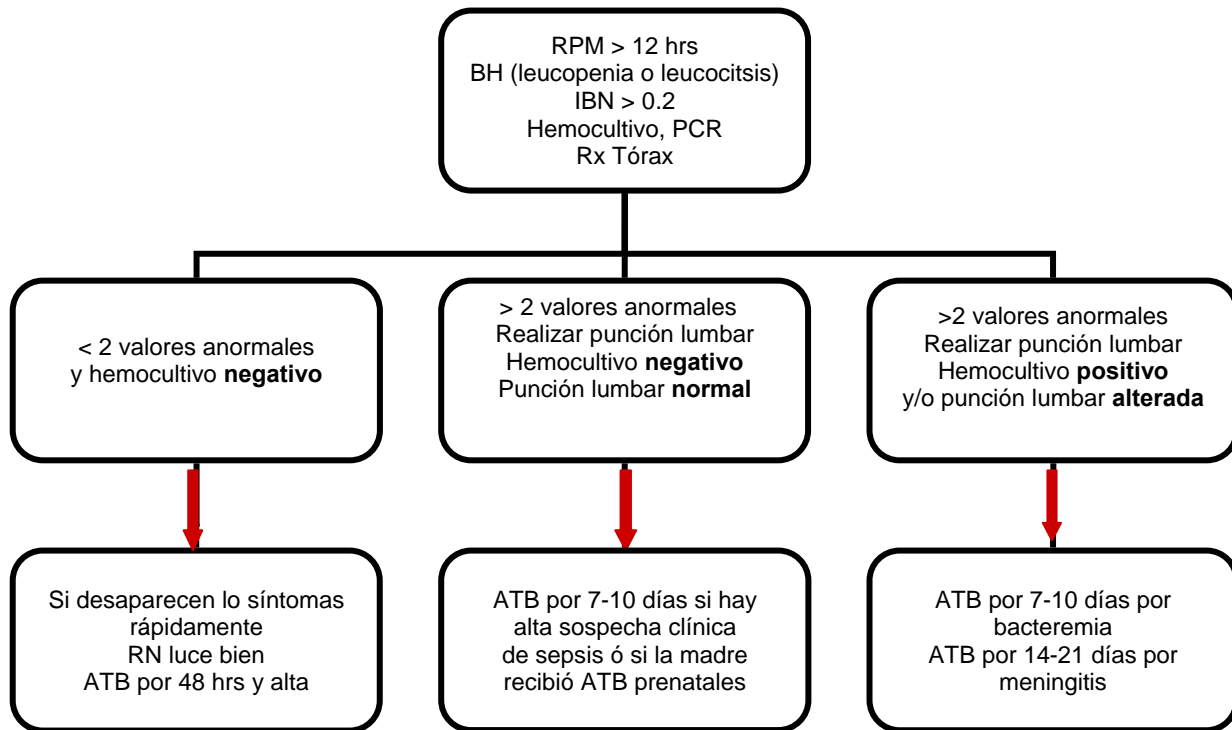 RPM > 12 hrs
BH (leucopenia o leucocitsis)
IBN > 0.2
Hemocultivo, PCR
Rx Tórax
< 2 valores anormales
y hemocultivo negativo
> 2 valores anormales
Realizar punción lumbar
Hemocultivo negativo
Punción lumbar normal
>2 valores anormales
Realizar punción lumbar
Hemocultivo positivo
y/o punción lumbar alterada
Si desaparecen lo síntomas
rápidamente
RN luce bien
ATB por 48 hrs y alta
ATB por 7-10 días si hay
alta sospecha clínica
de sepsis ó si la madre
recibió ATB prenatales
ATB por 7-10 días por
bacteremia
ATB por 14-21 días por
meningitis